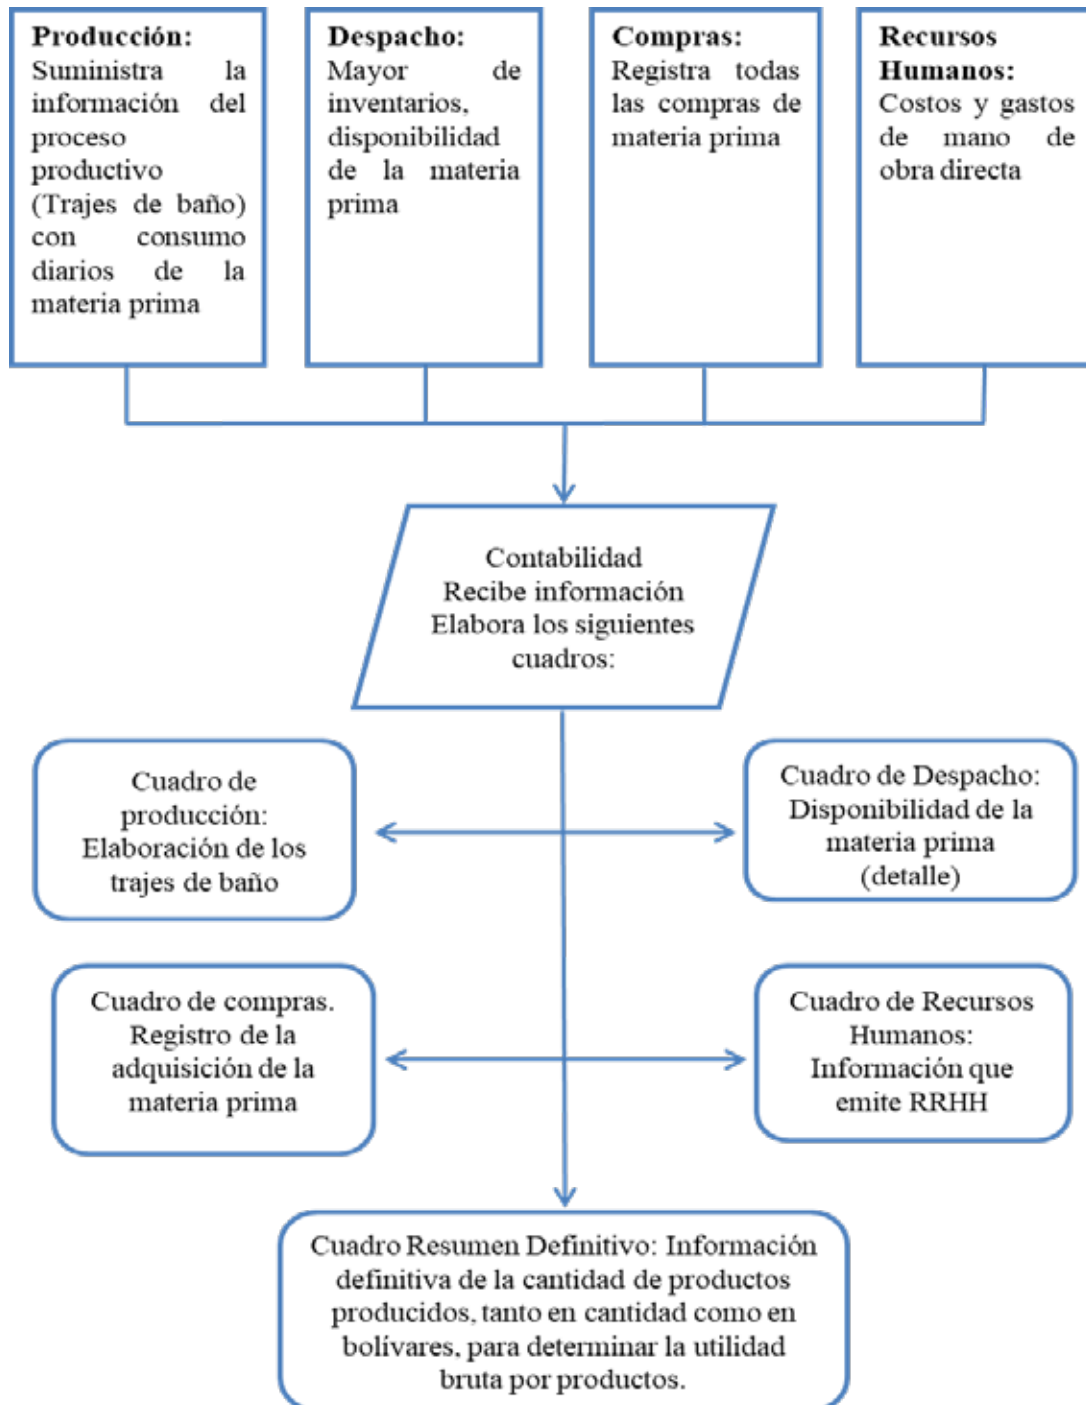 Producción:
Suministra la
información del
proceso
productivo
(Trajes de baño)
con consumo
diarios de la
materia prima
Despacho:
Mayor de
inventarios,
disponibilidad
de la materia
prima
Compras:
Registra todas
las compras de
materia prima
Recursos
Humanos:
Costos y gastos
de mano de
obra directa
Contabilidad
Recibe información
Elabora los siguientes
cuadros:
Cuadro de
producción:
Elaboración de los
trajes de baño
Cuadro de Despacho:
Disponibilidad de la
materia prima
(detalle)
Cuadro de compras.
Registro de la
adquisición de la
materia prima
Cuadro de Recursos
Humanos:
Información que
emite RRHH
Cuadro Resumen Definitivo: Información
definitiva de la cantidad de productos
producidos, tanto en cantidad como en
bolívares, para determinar la utilidad
bruta por productos.